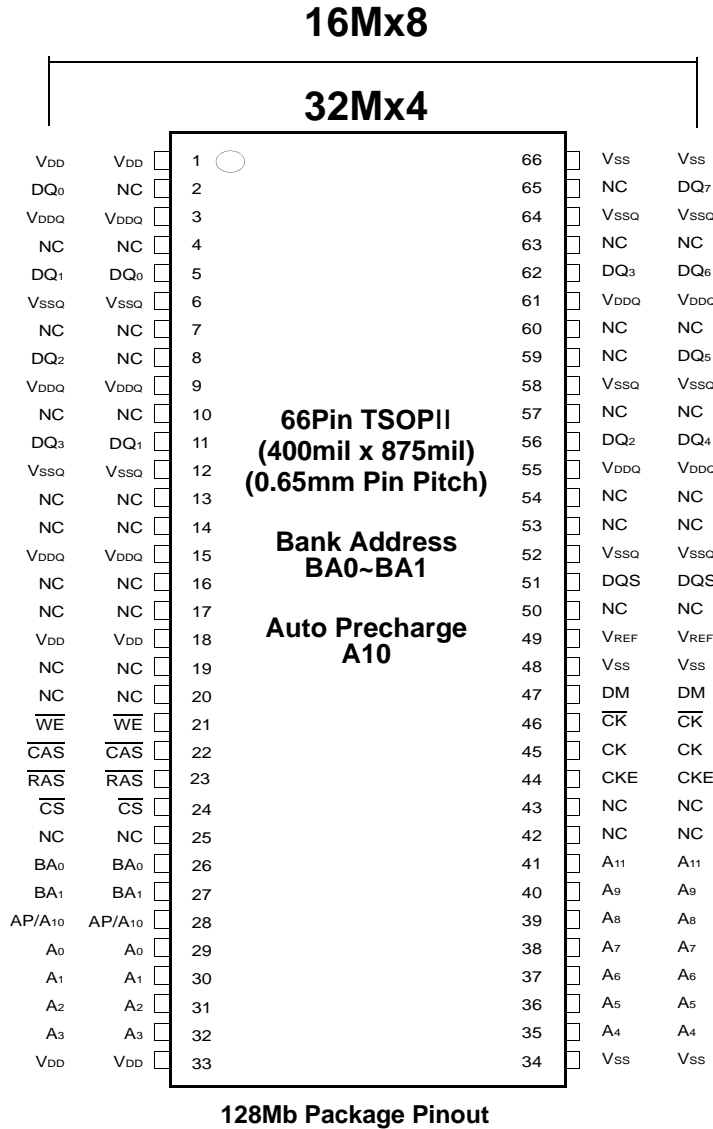 16Mx8
32Mx4
VDD VDD 1 66 VSS VSS
DQ0 NC 2 65 NC DQ7
VDDQ VDDQ 3 64 VSSQ VSSQ
NC NC 4 63 NC NC
DQ1 DQ0 5 62 DQ3 DQ6
VSSQ VSSQ 6 61 VDDQ VDDQ
NC NC 7 60 NC NC
DQ2 NC 8 59 NC DQ5
VDDQ VDDQ 9 58 VSSQ VSSQ
NC NC 10 66Pin TSOPII 57 NC NC
DQ3 DQ1 11 (400mil x 875mil) 56 DQ2 DQ4
VSSQ VSSQ 12 (0.65mm Pin Pitch) 55 VDDQ VDDQ
NC NC 13 54 NC NC
NC NC 14 Bank Address 53 NC NC
VDDQ VDDQ 15 BA0~BA1 52 VSSQ VSSQ
NC NC 16 51 DQS DQS
NC NC 17 Auto Precharge 50 NC NC
VDD VDD 18 A10 49 VREF VREF
NC NC 19 48 VSS VSS
NC NC 20 47 DM DM
W̅E̅ W̅E̅ 21 46 C̅K̅ C̅K̅
C̅A̅S̅ C̅A̅S̅ 22 45 CK CK
R̅A̅S̅ R̅A̅S̅ 23 44 CKE CKE
C̅S̅ C̅S̅ 24 43 NC NC
NC NC 25 42 NC NC
BA0 BA0 26 41 A11 A11
BA1 BA1 27 40 A9 A9
AP/A10 AP/A10 28 39 A8 A8
A0 A0 29 38 A7 A7
A1 A1 30 37 A6 A6
A2 A2 31 36 A5 A5
A3 A3 32 35 A4 A4
VDD VDD 33 34 VSS VSS
128Mb Package Pinout